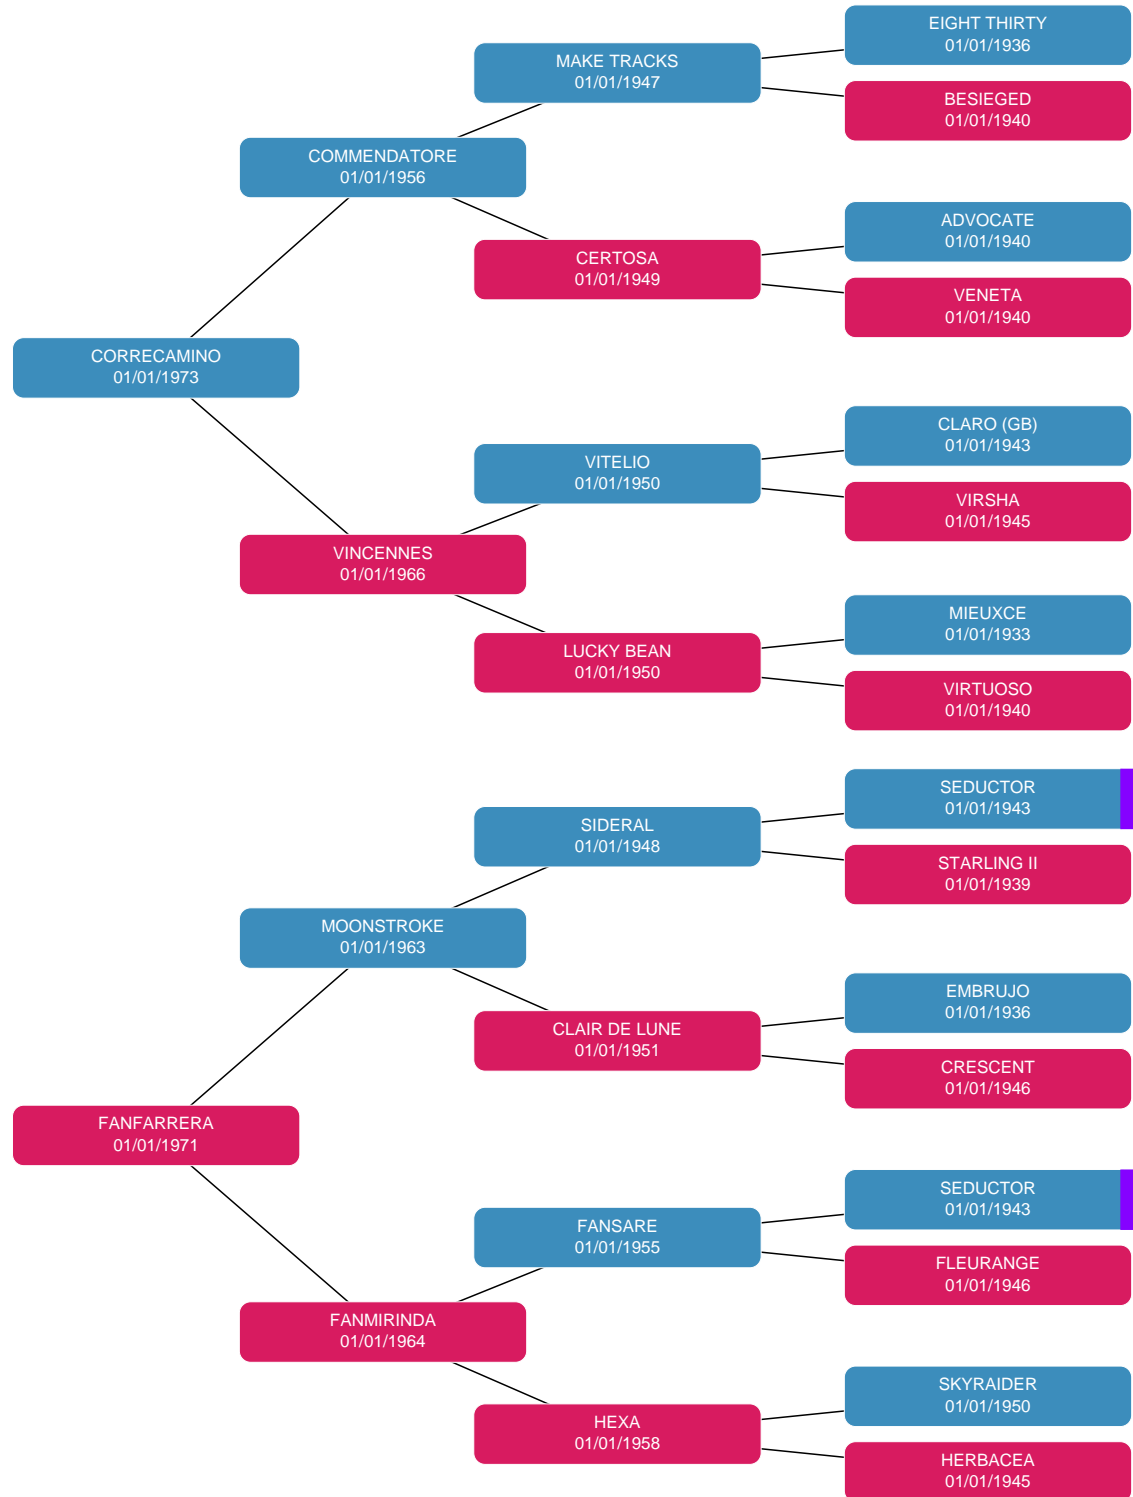 EIGHT THIRTY
01/01/1936
MAKE TRACKS
01/01/1947
BESIEGED
01/01/1940
COMMENDATORE
01/01/1956
ADVOCATE
01/01/1940
CERTOSA
01/01/1949
VENETA
01/01/1940
CORRECAMINO
01/01/1973
CLARO (GB)
01/01/1943
VITELIO
01/01/1950
VIRSHA
01/01/1945
VINCENNES
01/01/1966
MIEUXCE
01/01/1933
LUCKY BEAN
01/01/1950
VIRTUOSO
01/01/1940
SEDUCTOR
01/01/1943
SIDERAL
01/01/1948
STARLING II
01/01/1939
MOONSTROKE
01/01/1963
EMBRUJO
01/01/1936
CLAIR DE LUNE
01/01/1951
CRESCENT
01/01/1946
FANFARRERA
01/01/1971
SEDUCTOR
01/01/1943
FANSARE
01/01/1955
FLEURANGE
01/01/1946
FANMIRINDA
01/01/1964
SKYRAIDER
01/01/1950
HEXA
01/01/1958
HERBACEA
01/01/1945